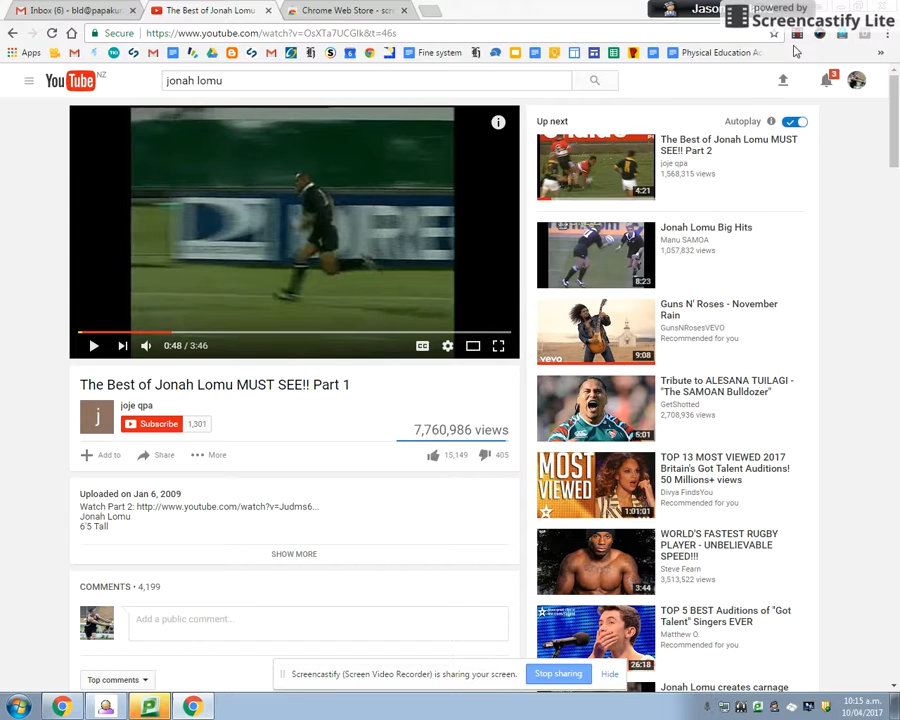 Inbox (6) - bld@papaku
The Best of Jonah Lomu
Chrome Web Store - scree
Jason
powered by
Screencastify Lite
Secure
https://www.youtube.com/watch?v=OsXTa7UCGIk&t=46s
Apps
Fine system
Physical Education Ac
»
YouTube NZ
jonah lomu
3
Up next
Autoplay
The Best of Jonah Lomu MUST
SEE!! Part 2
joje qpa
1,568,315 views
4:21
Jonah Lomu Big Hits
Manu SAMOA
1,057,832 views
8:23
Guns N' Roses - November
Rain
GunsNRosesVEVO
Recommended for you
vevo
9:08
0:48 / 3:46
CC
The Best of Jonah Lomu MUST SEE!! Part 1
j
joje qpa
Subscribe 1,301
7,760,986 views
Add to
Share
More
15,149
405
Tribute to ALESANA TUILAGI -
"The SAMOAN Bulldozer"
GetShotted
2,708,936 views
5:01
TOP 13 MOST VIEWED 2017
Britain's Got Talent Auditions!
50 Millions+ views
Divya FindsYou
Recommended for you
MOST
VIEWED
1:01:01
Uploaded on Jan 6, 2009
Watch Part 2: http://www.youtube.com/watch?v=Judms6...
Jonah Lomu
6'5 Tall
SHOW MORE
WORLD'S FASTEST RUGBY
PLAYER - UNBELIEVABLE
SPEED!!!
Steve Fearn
3,513,522 views
3:44
COMMENTS • 4,199
Add a public comment...
TOP 5 BEST Auditions of "Got
Talent" Singers EVER
Matthew O.
Recommended for you
26:18
Top comments
Jonah Lomu creates carnage
Screencastify (Screen Video Recorder) is sharing your screen.
Stop sharing
Hide
10:15 a.m.
10/04/2017